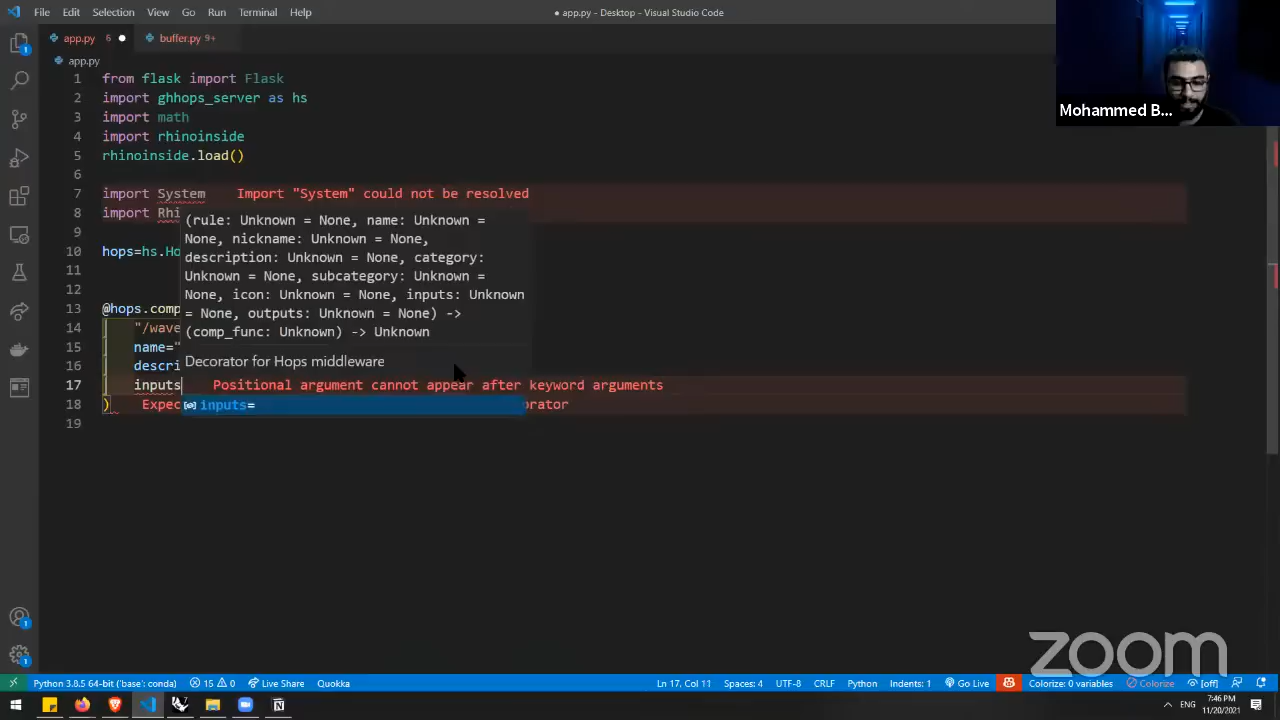 File Edit Selection View Go Run Terminal Help
● app.py - Desktop - Visual Studio Code
app.py 6 ●
buffer.py 9+
app.py
Mohammed B...
1 from flask import Flask
2 import ghhops_server as hs
3 import math
4 import rhinoinside
5 rhinoinside.load()
6
7 import System Import "System" could not be resolved
8 import Rhi
(rule: Unknown = None, name: Unknown =
None, nickname: Unknown = None,
9
10 hops=hs.Ho
description: Unknown = None, category:
Unknown = None, subcategory: Unknown =
11
12
None, icon: Unknown = None, inputs: Unknown
= None, outputs: Unknown = None) ->
(comp_func: Unknown) -> Unknown
13 @hops.comp
14 "/wave
15 name="
16 descri
Decorator for Hops middleware
17 inputs Positional argument cannot appear after keyword arguments
18 ) Expec
inputs=
orator
19
zoom
Python 3.8.5 64-bit ('base': conda) 15 0 Live Share Quokka Ln 17, Col 11 Spaces: 4 UTF-8 CRLF Python Indents: 1 Go Live Colorize: 0 variables Colorize [off]
ENG
7:46 PM
11/20/2021